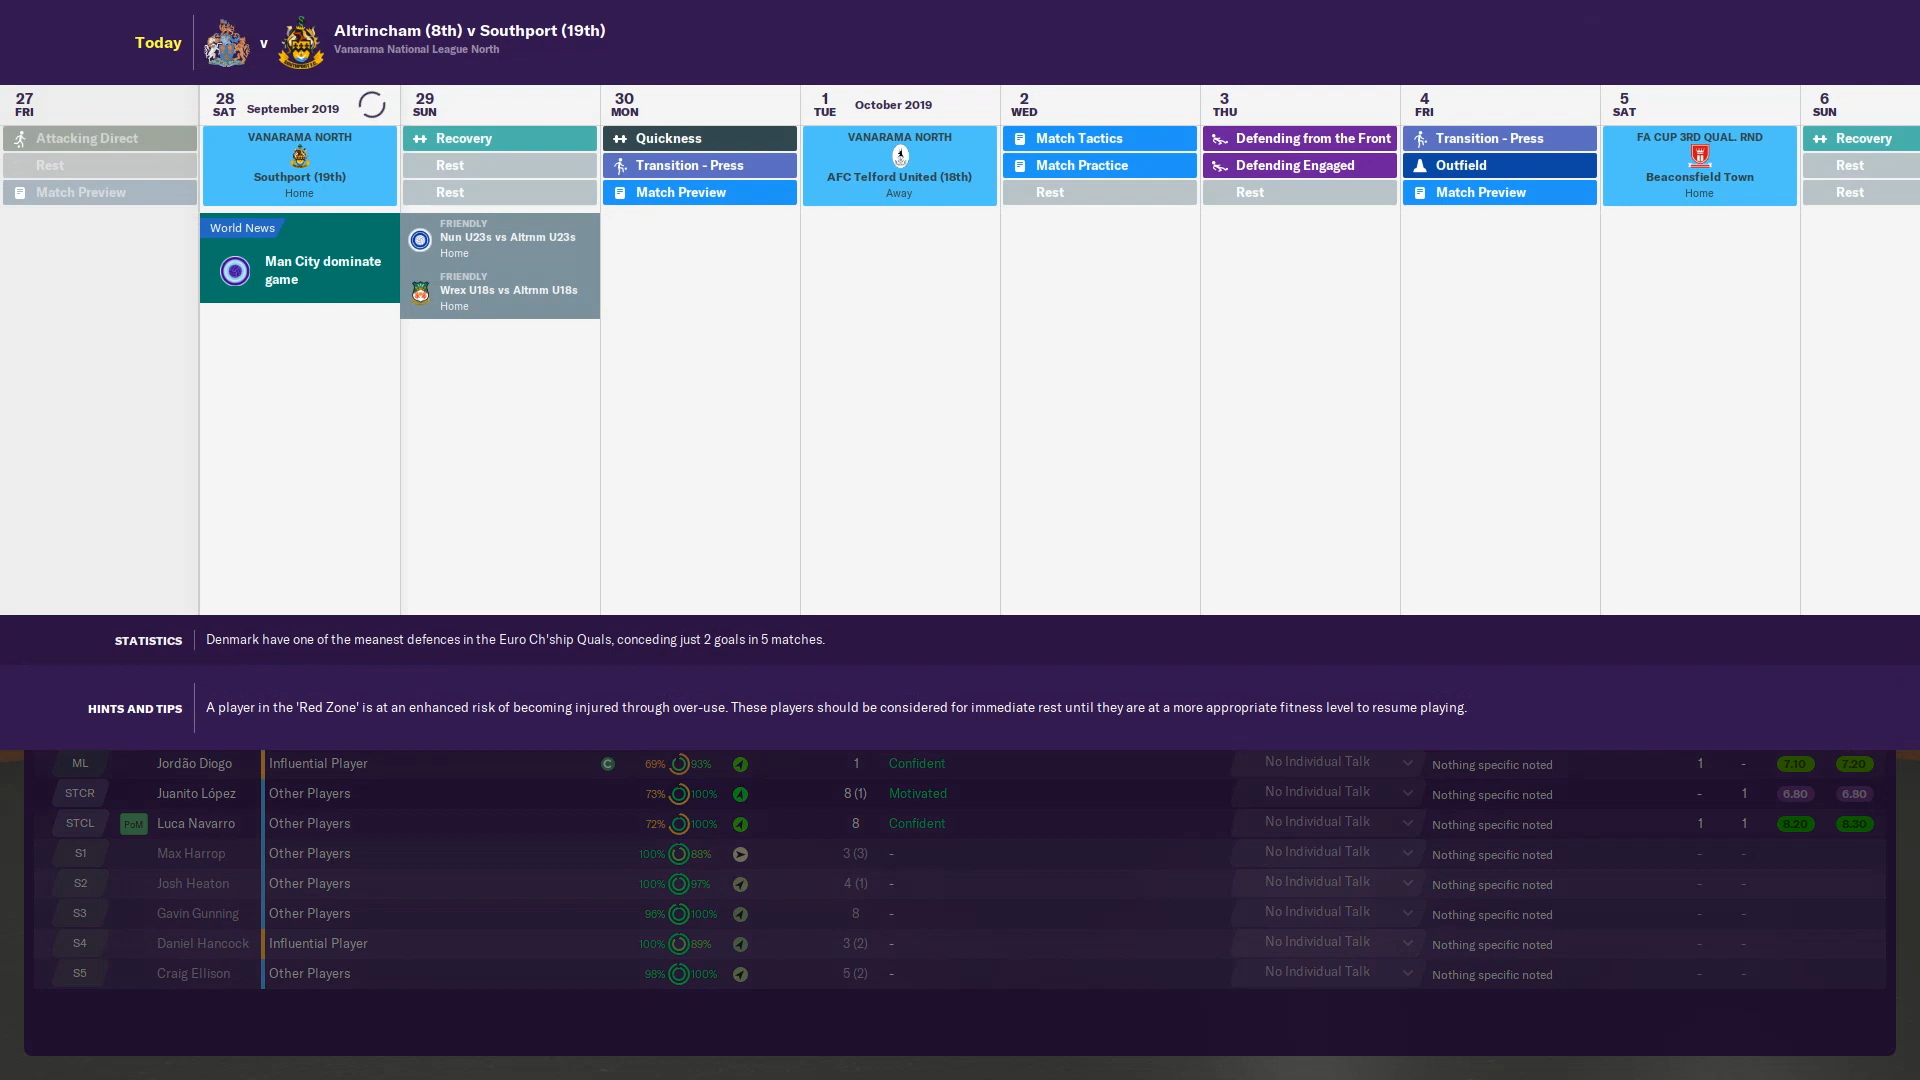 Today
v
Altrincham (8th) v Southport (19th)
Vanarama National League North
27
FRI
28
SAT
September 2019
29
SUN
30
MON
1
TUE
October 2019
2
WED
3
THU
4
FRI
5
SAT
6
SUN
Attacking Direct
Rest
Match Preview
VANARAMA NORTH
Southport (19th)
Home
World News
Man City dominate
game
Recovery
Rest
Rest
FRIENDLY
Nun U23s vs Altrnm U23s
Home
FRIENDLY
Wrex U18s vs Altrnm U18s
Home
Quickness
Transition - Press
Match Preview
VANARAMA NORTH
AFC Telford United (18th)
Away
Match Tactics
Match Practice
Rest
Defending from the Front
Defending Engaged
Rest
Transition - Press
Outfield
Match Preview
FA CUP 3RD QUAL. RND
Beaconsfield Town
Home
Recovery
Rest
Rest
STATISTICS Denmark have one of the meanest defences in the Euro Ch'ship Quals, conceding just 2 goals in 5 matches.
HINTS AND TIPS A player in the 'Red Zone' is at an enhanced risk of becoming injured through over-use. These players should be considered for immediate rest until they are at a more appropriate fitness level to resume playing.
ML Jordão Diogo Influential Player C 69% 93% 1 Confident No Individual Talk Nothing specific noted 1 - 7.10 7.20
STCR Juanito López Other Players 73% 100% 8 (1) Motivated No Individual Talk Nothing specific noted - 1 6.80 6.80
STCL PoM Luca Navarro Other Players 72% 100% 8 Confident No Individual Talk Nothing specific noted 1 1 8.20 8.30
S1 Max Harrop Other Players 100% 88% 3 (3) - No Individual Talk Nothing specific noted - -
S2 Josh Heaton Other Players 100% 97% 4 (1) - No Individual Talk Nothing specific noted - -
S3 Gavin Gunning Other Players 96% 100% 8 - No Individual Talk Nothing specific noted - -
S4 Daniel Hancock Influential Player 100% 89% 3 (2) - No Individual Talk Nothing specific noted - -
S5 Craig Ellison Other Players 98% 100% 5 (2) - No Individual Talk Nothing specific noted - -